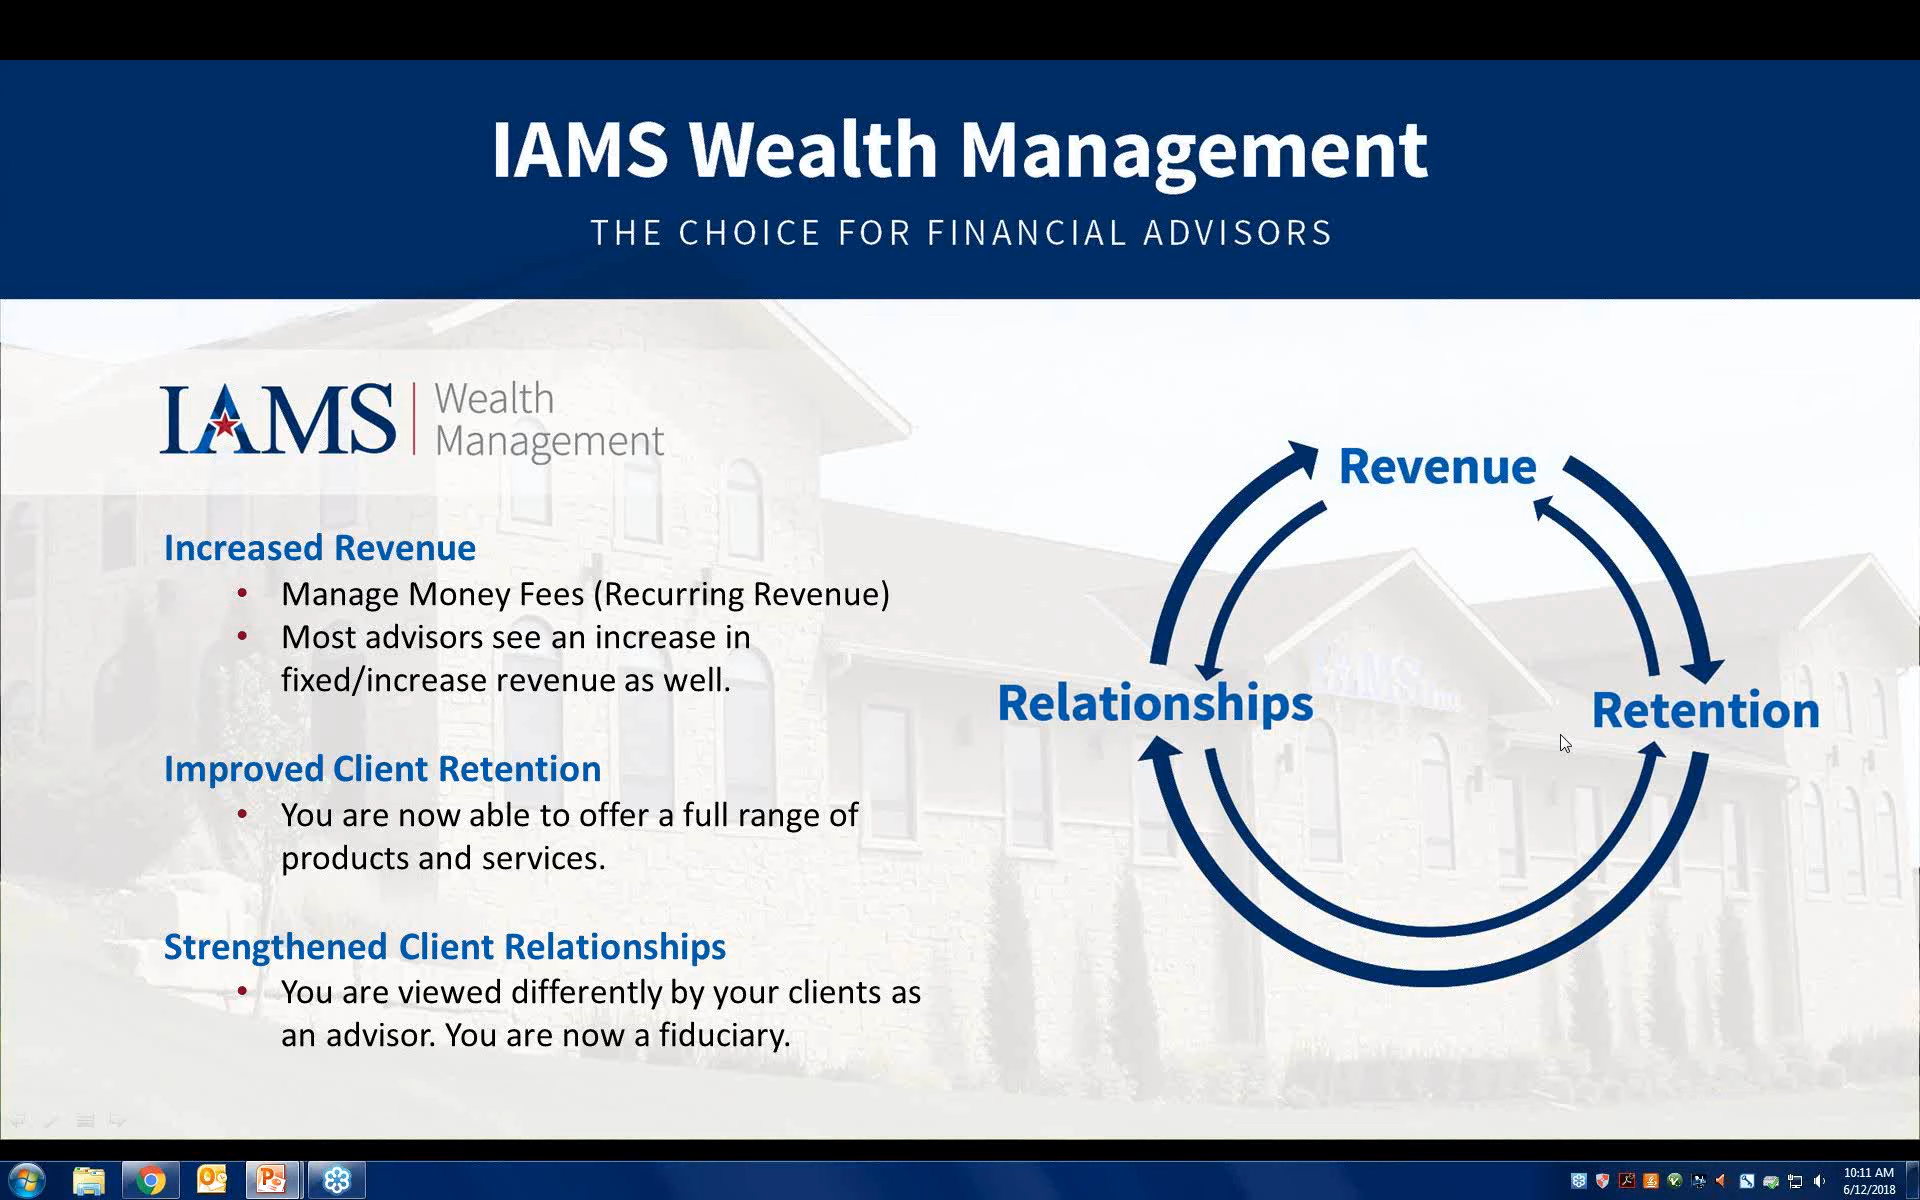 IAMS Wealth Management
THE CHOICE FOR FINANCIAL ADVISORS
IAMS | Wealth
Management
Increased Revenue
• Manage Money Fees (Recurring Revenue)
• Most advisors see an increase in
fixed/increase revenue as well.
Improved Client Retention
• You are now able to offer a full range of
products and services.
Strengthened Client Relationships
• You are viewed differently by your clients as
an advisor. You are now a fiduciary.
Revenue
Relationships
Retention
IAMS Inc
10:11 AM
6/12/2018